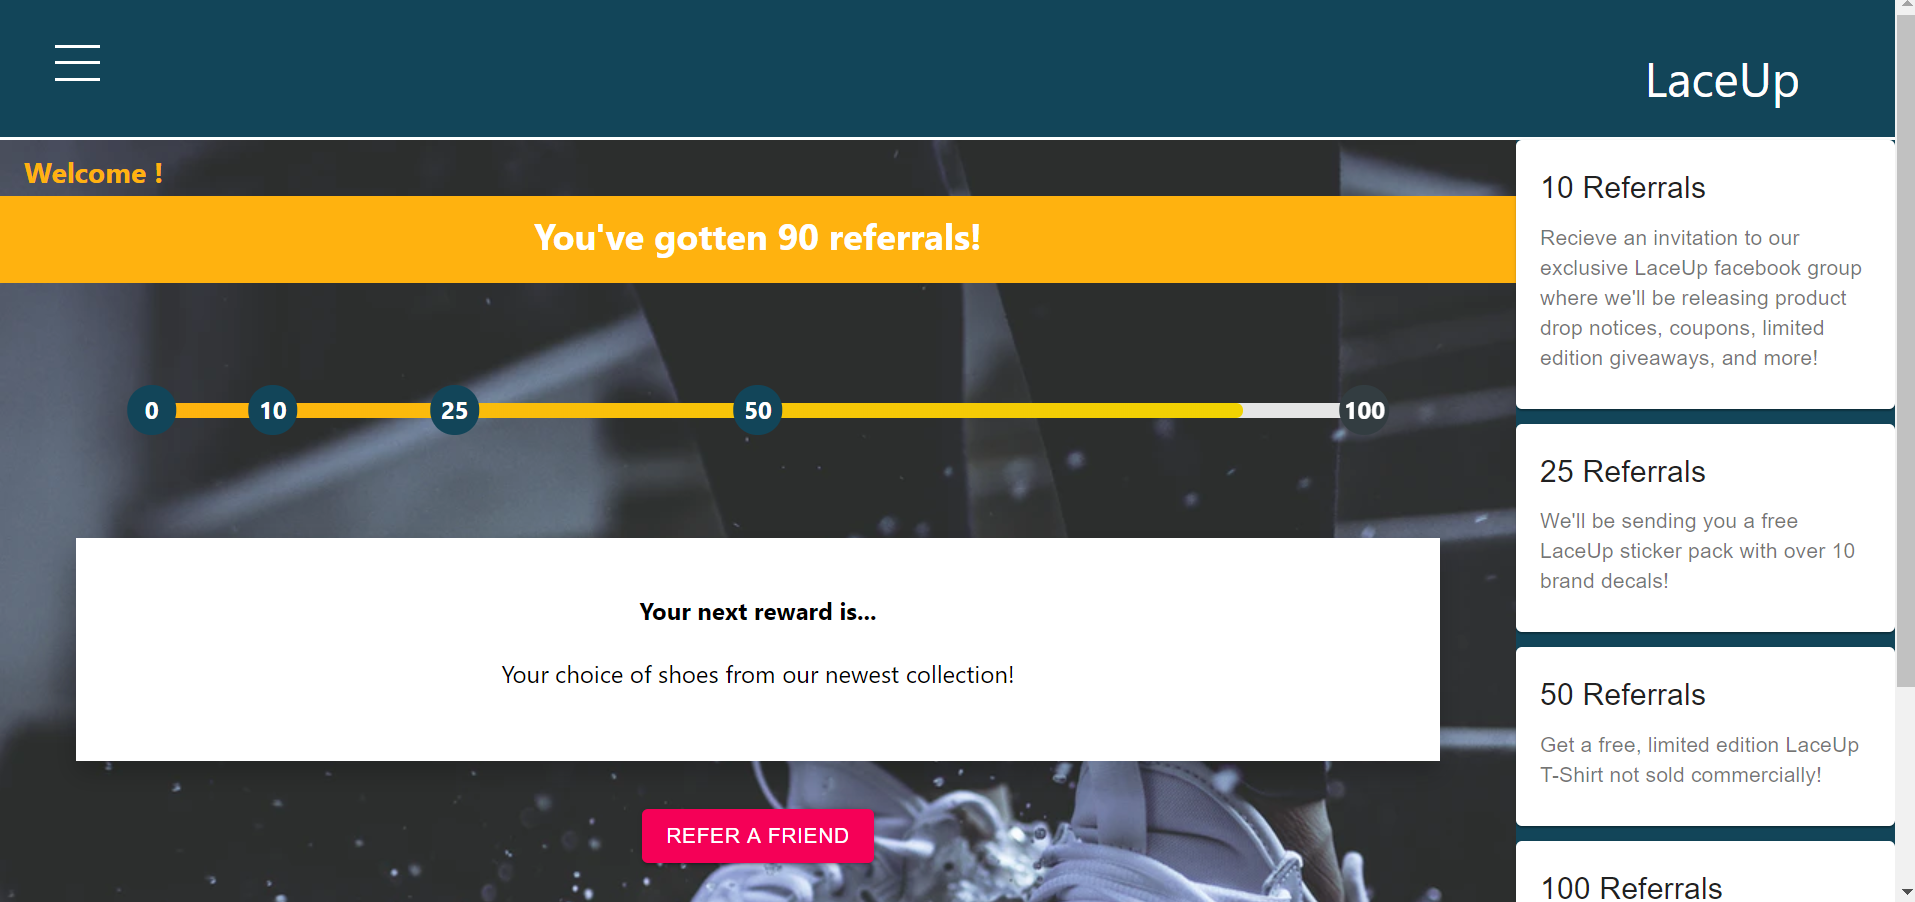 LaceUp
Welcome !
You've gotten 90 referrals!
0 10 25 50 100
Your next reward is...
Your choice of shoes from our newest collection!
REFER A FRIEND
10 Referrals
Recieve an invitation to our
exclusive LaceUp facebook group
where we'll be releasing product
drop notices, coupons, limited
edition giveaways, and more!
25 Referrals
We'll be sending you a free
LaceUp sticker pack with over 10
brand decals!
50 Referrals
Get a free, limited edition LaceUp
T-Shirt not sold commercially!
100 Referrals